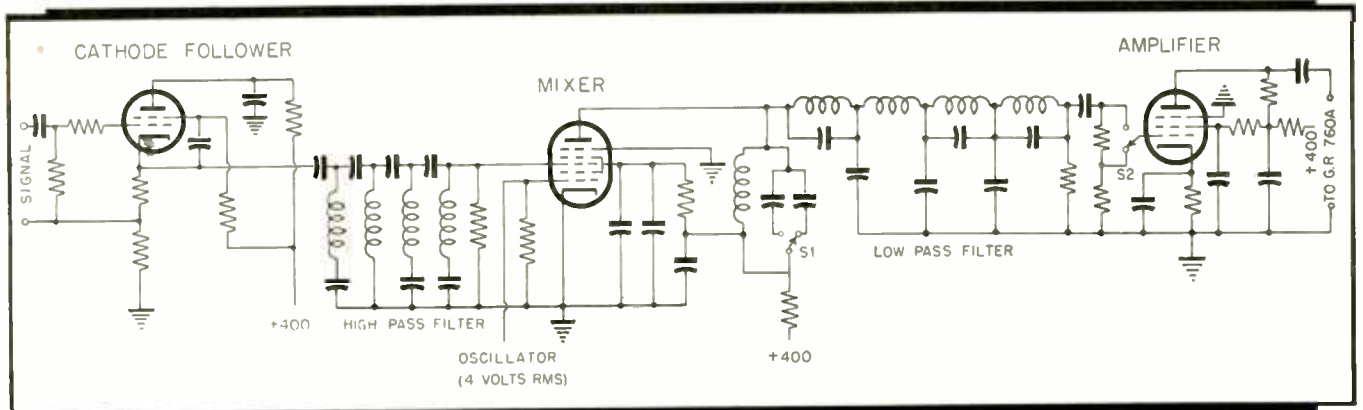 CATHODE FOLLOWER
MIXER
AMPLIFIER
SIGNAL
S1
S2
+400
TO G.R 760A
LOW PASS FILTER
+400
HIGH PASS FILTER
OSCILLATOR
(4 VOLTS RMS)
+400